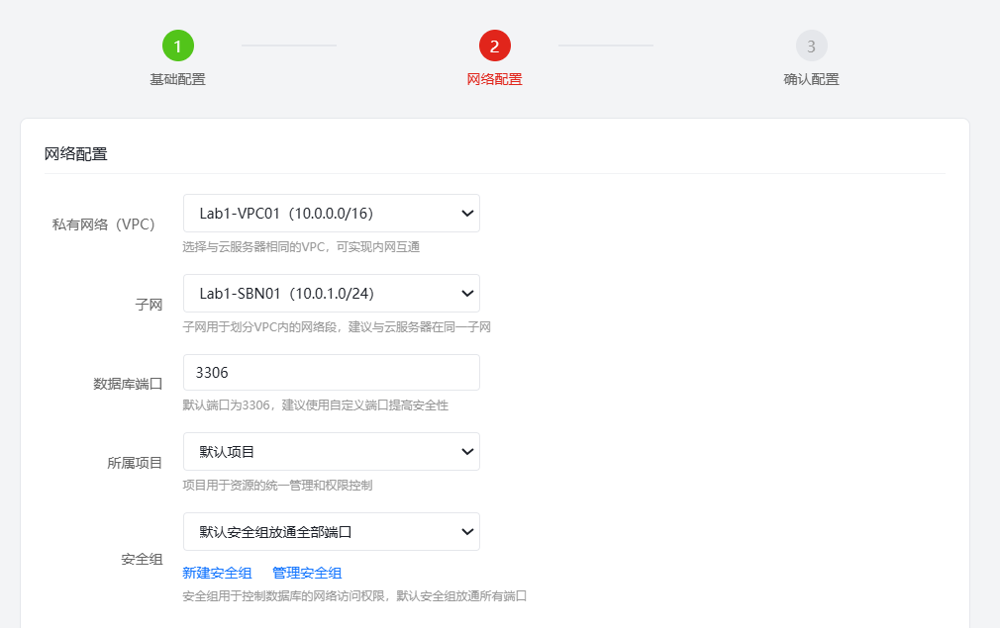 1 2 3
基础配置 网络配置 确认配置
网络配置
私有网络（VPC） Lab1-VPC01（10.0.0.0/16）
选择与云服务器相同的VPC，可实现内网互通
子网 Lab1-SBN01（10.0.1.0/24）
子网用于划分VPC内的网络段，建议与云服务器在同一子网
数据库端口 3306
默认端口为3306，建议使用自定义端口提高安全性
所属项目 默认项目
项目用于资源的统一管理和权限控制
安全组 默认安全组放通全部端口
新建安全组 管理安全组
安全组用于控制数据库的网络访问权限，默认安全组放通所有端口